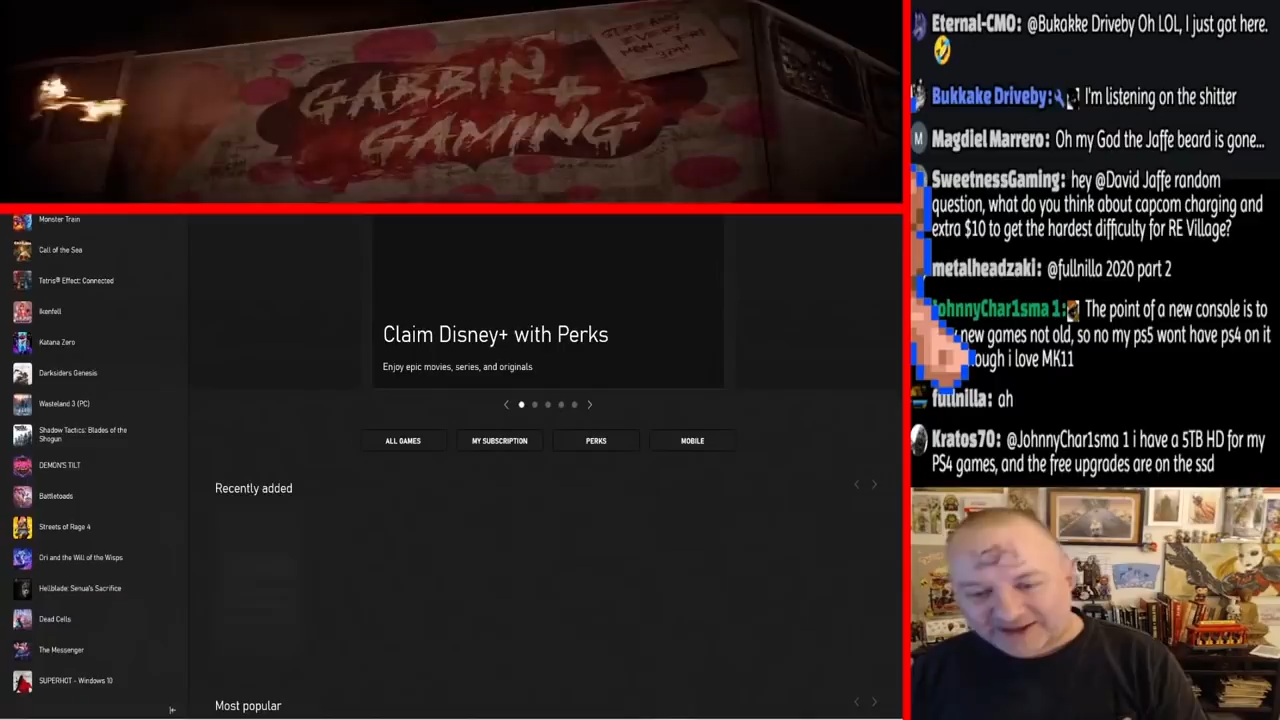 GABBIN +
GAMING
SCREAMS
EVERY
MON - FRI
3PM
Monster Train
Call of the Sea
Tetris® Effect: Connected
Ikenfell
Katana Zero
Darksiders Genesis
Wasteland 3 (PC)
Shadow Tactics: Blades of the
Shogun
DEMON'S TILT
Battletoads
Streets of Rage 4
Ori and the Will of the Wisps
Hellblade: Senua's Sacrifice
Dead Cells
The Messenger
SUPERHOT - Windows 10
Claim Disney+ with Perks
Enjoy epic movies, series, and originals
ALL GAMES
MY SUBSCRIPTION
PERKS
MOBILE
Recently added
Most popular
Eternal-CMO: @Bukakke Driveby Oh LOL, I just got here.
Bukkake Driveby: I'm listening on the shitter
M
Magdiel Marrero: Oh my God the Jaffe beard is gone...
SweetnessGaming: hey @David Jaffe random
question, what do you think about capcom charging and
extra $10 to get the hardest difficulty for RE Village?
metalheadzaki: @fullnilla 2020 part 2
ohnnyChar1sma 1: The point of a new console is to
new games not old, so no my ps5 wont have ps4 on it
ough i love MK11
fullnilla: ah
Kratos70: @JohnnyChar1sma 1 i have a 5TB HD for my
PS4 games, and the free upgrades are on the ssd